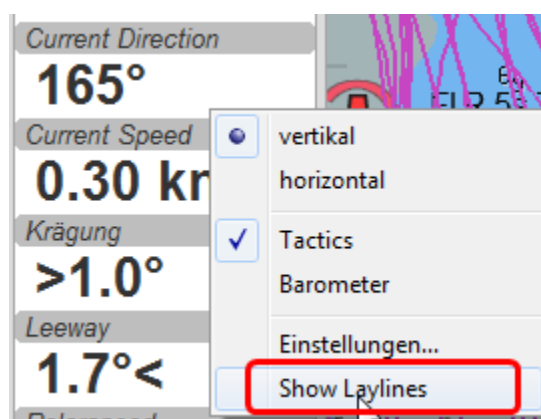 Current Direction
165°
Current Speed
0.30 kr
Krägung
>1.0°
Leeway
1.7°<
vertikal
horizontal
Tactics
Barometer
Einstellungen...
Show Laylines